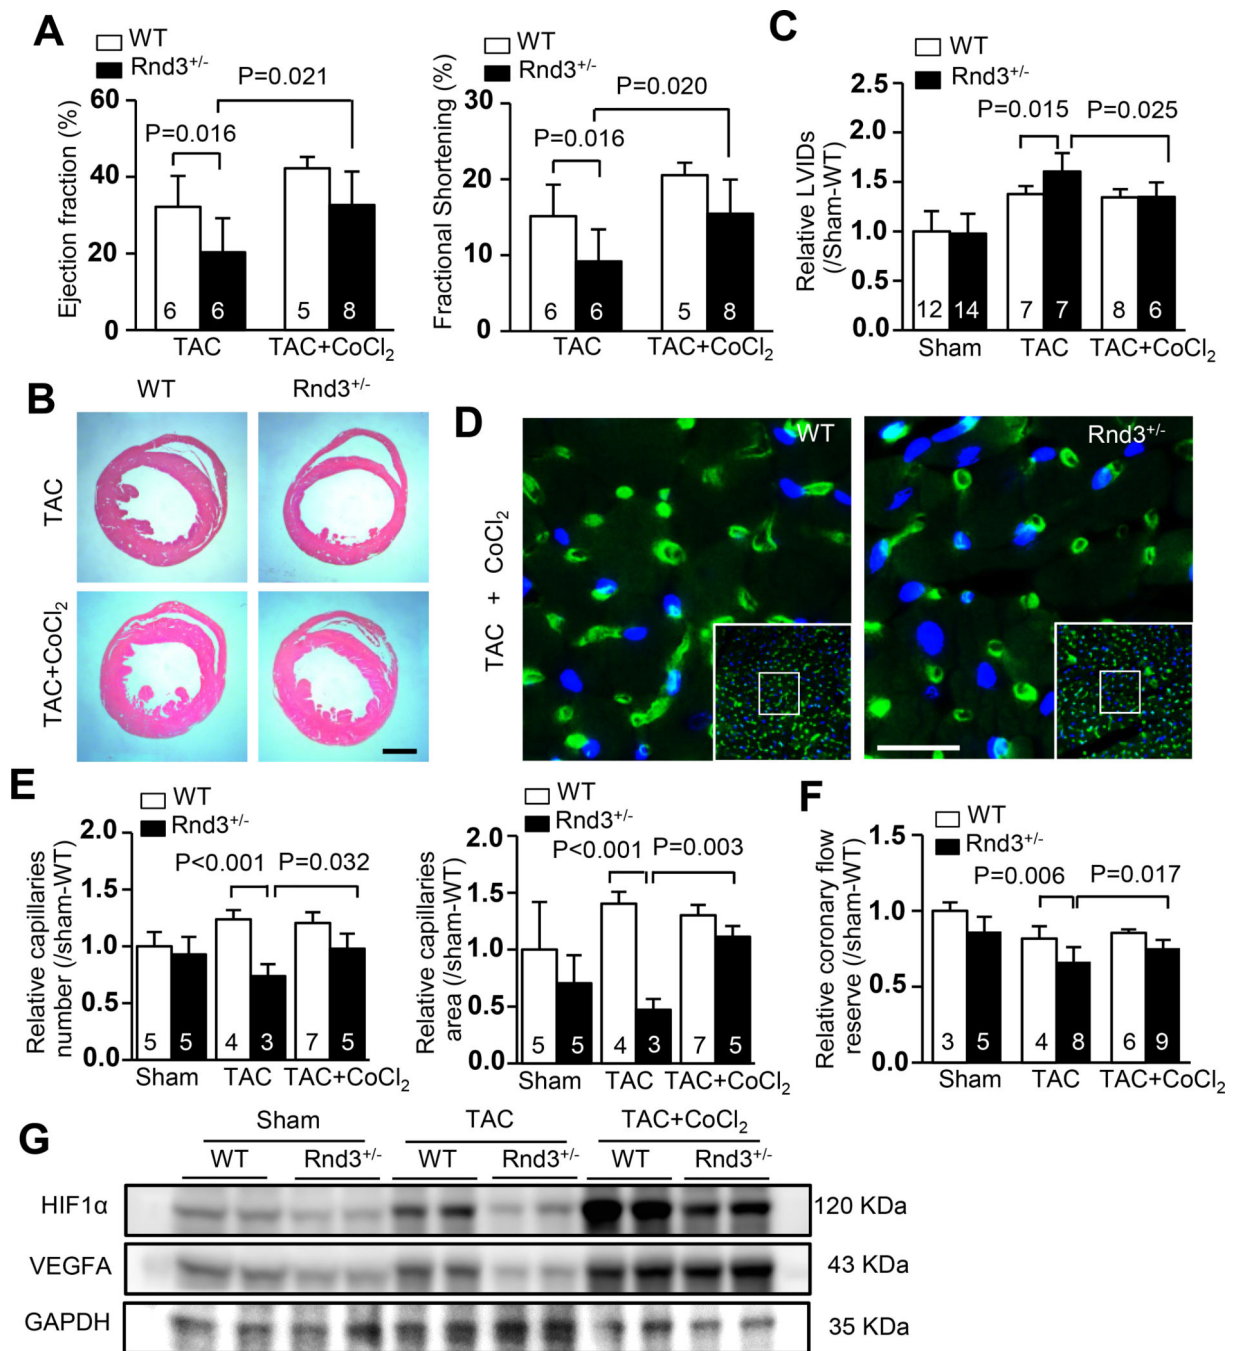 A
WT
Rnd3+/-
P=0.021
P=0.016
Ejection fraction (%)
60
40
20
0
6
6
5
8
TAC
TAC+CoCl2
WT
Rnd3+/-
P=0.020
P=0.016
Fractional Shortening (%)
30
20
10
0
6
6
5
8
TAC
TAC+CoCl2
C
WT
Rnd3+/-
P=0.015
P=0.025
Relative LVIDs
(/Sham-WT)
2.5
2.0
1.5
1.0
0.5
0.0
12
14
7
7
8
6
Sham
TAC
TAC+CoCl2
B
WT
Rnd3+/-
TAC
TAC+CoCl2
D
TAC + CoCl2
WT
Rnd3+/-
E
WT
Rnd3+/-
P<0.001
P=0.032
Relative capillaries
number (/sham-WT)
2.0
1.5
1.0
0.5
0.0
5
5
4
3
7
5
Sham
TAC
TAC+CoCl2
WT
Rnd3+/-
P<0.001
P=0.003
Relative capillaries
area (/sham-WT)
2.0
1.5
1.0
0.5
0.0
5
5
4
3
7
5
Sham
TAC
TAC+CoCl2
F
WT
Rnd3+/-
P=0.006
P=0.017
Relative coronary flow
reserve (/sham-WT)
1.5
1.0
0.5
0.0
3
5
4
8
6
9
Sham
TAC
TAC+CoCl2
G
Sham
TAC
TAC+CoCl2
WT
Rnd3+/-
WT
Rnd3+/-
WT
Rnd3+/-
HIF1α
120 KDa
VEGFA
43 KDa
GAPDH
35 KDa